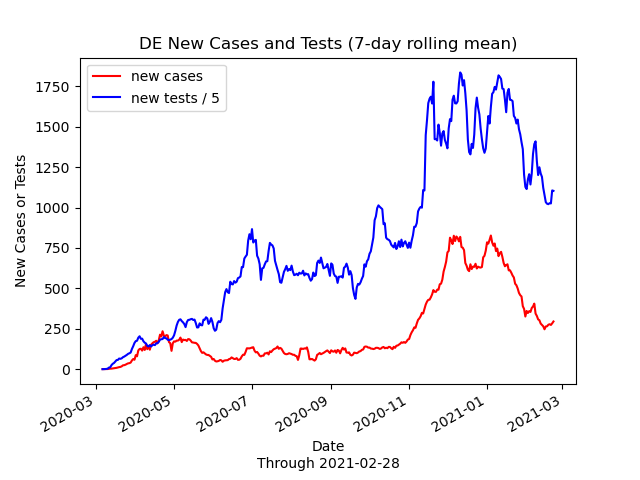 DE New Cases and Tests (7-day rolling mean)
new cases
new tests / 5
New Cases or Tests
1750
1500
1250
1000
750
500
250
0
2020-03
2020-05
2020-07
2020-09
2020-11
2021-01
2021-03
Date
Through 2021-02-28